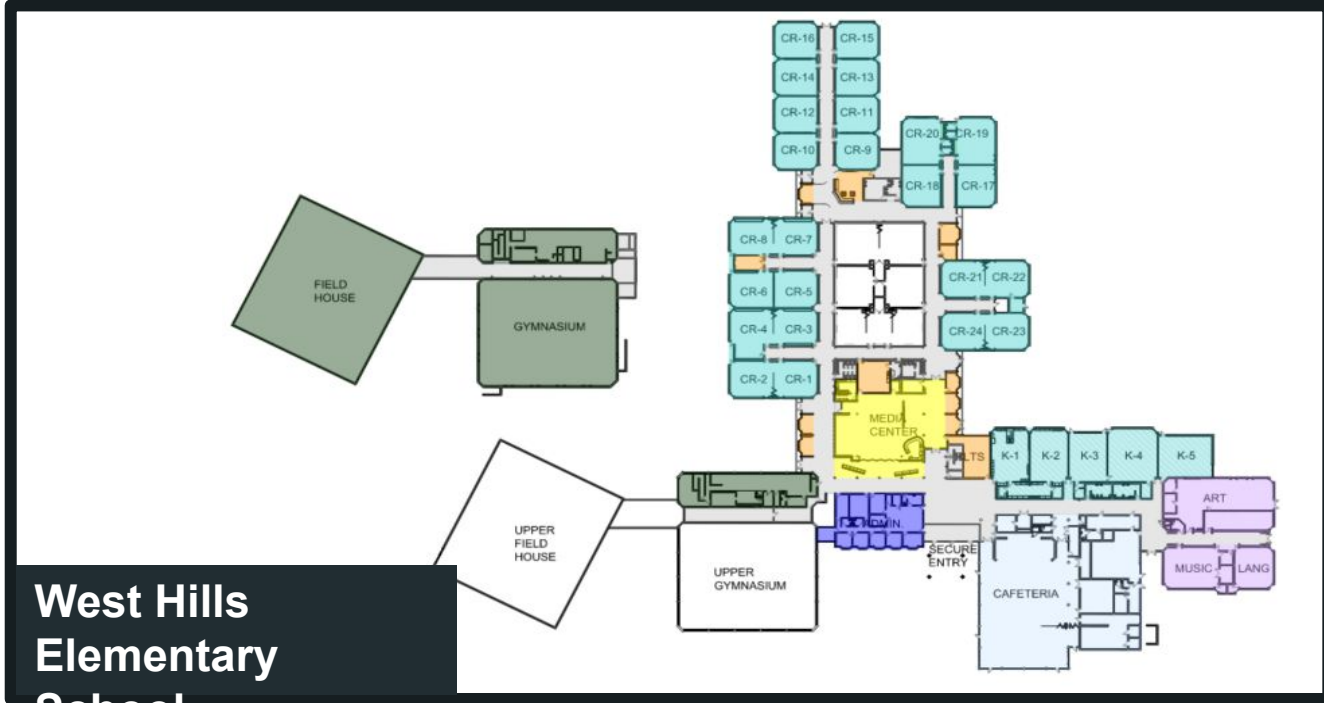 CR-16 CR-15
CR-14 CR-13
CR-12 CR-11
CR-10 CR-9
CR-20 CR-19
CR-18 CR-17
CR-8 CR-7
CR-6 CR-5
CR-4 CR-3
CR-2 CR-1
CR-21 CR-22
CR-24 CR-23
FIELD
HOUSE
GYMNASIUM
MEDIA
CENTER
LTS
K-1 K-2 K-3 K-4 K-5
ART
MUSIC LANG
ADMIN.
SECURE
ENTRY
CAFETERIA
UPPER
FIELD
HOUSE
UPPER
GYMNASIUM
West Hills
Elementary
School